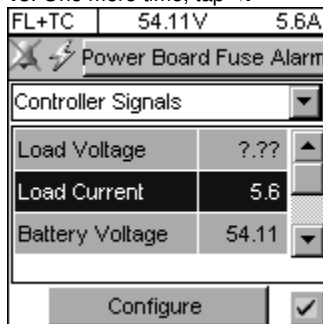 FL+TC 54.11V 5.6A
Power Board Fuse Alarm
Controller Signals
Load Voltage ?.??
Load Current 5.6
Battery Voltage 54.11
Configure